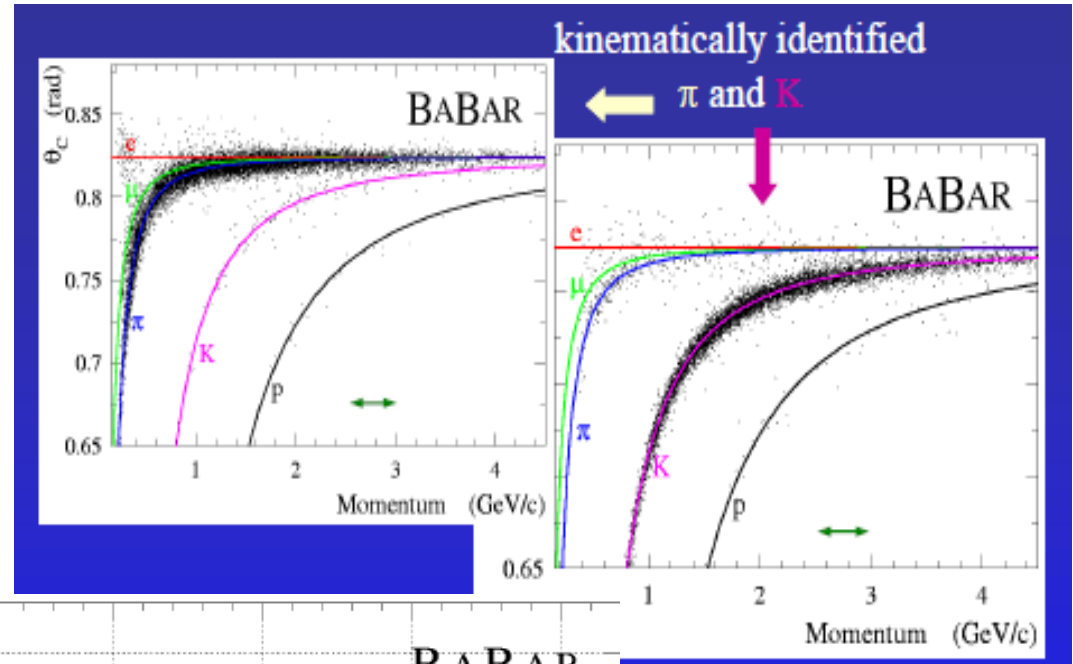 kinematically identified
π and K
θC (rad)
BABAR
0.85
0.8
0.75
0.7
0.65
e
μ
π
K
p
1 2 3 4
Momentum (GeV/c)
BABAR
e
μ
π
K
p
0.65
1 2 3 4
Momentum (GeV/c)
BABAR